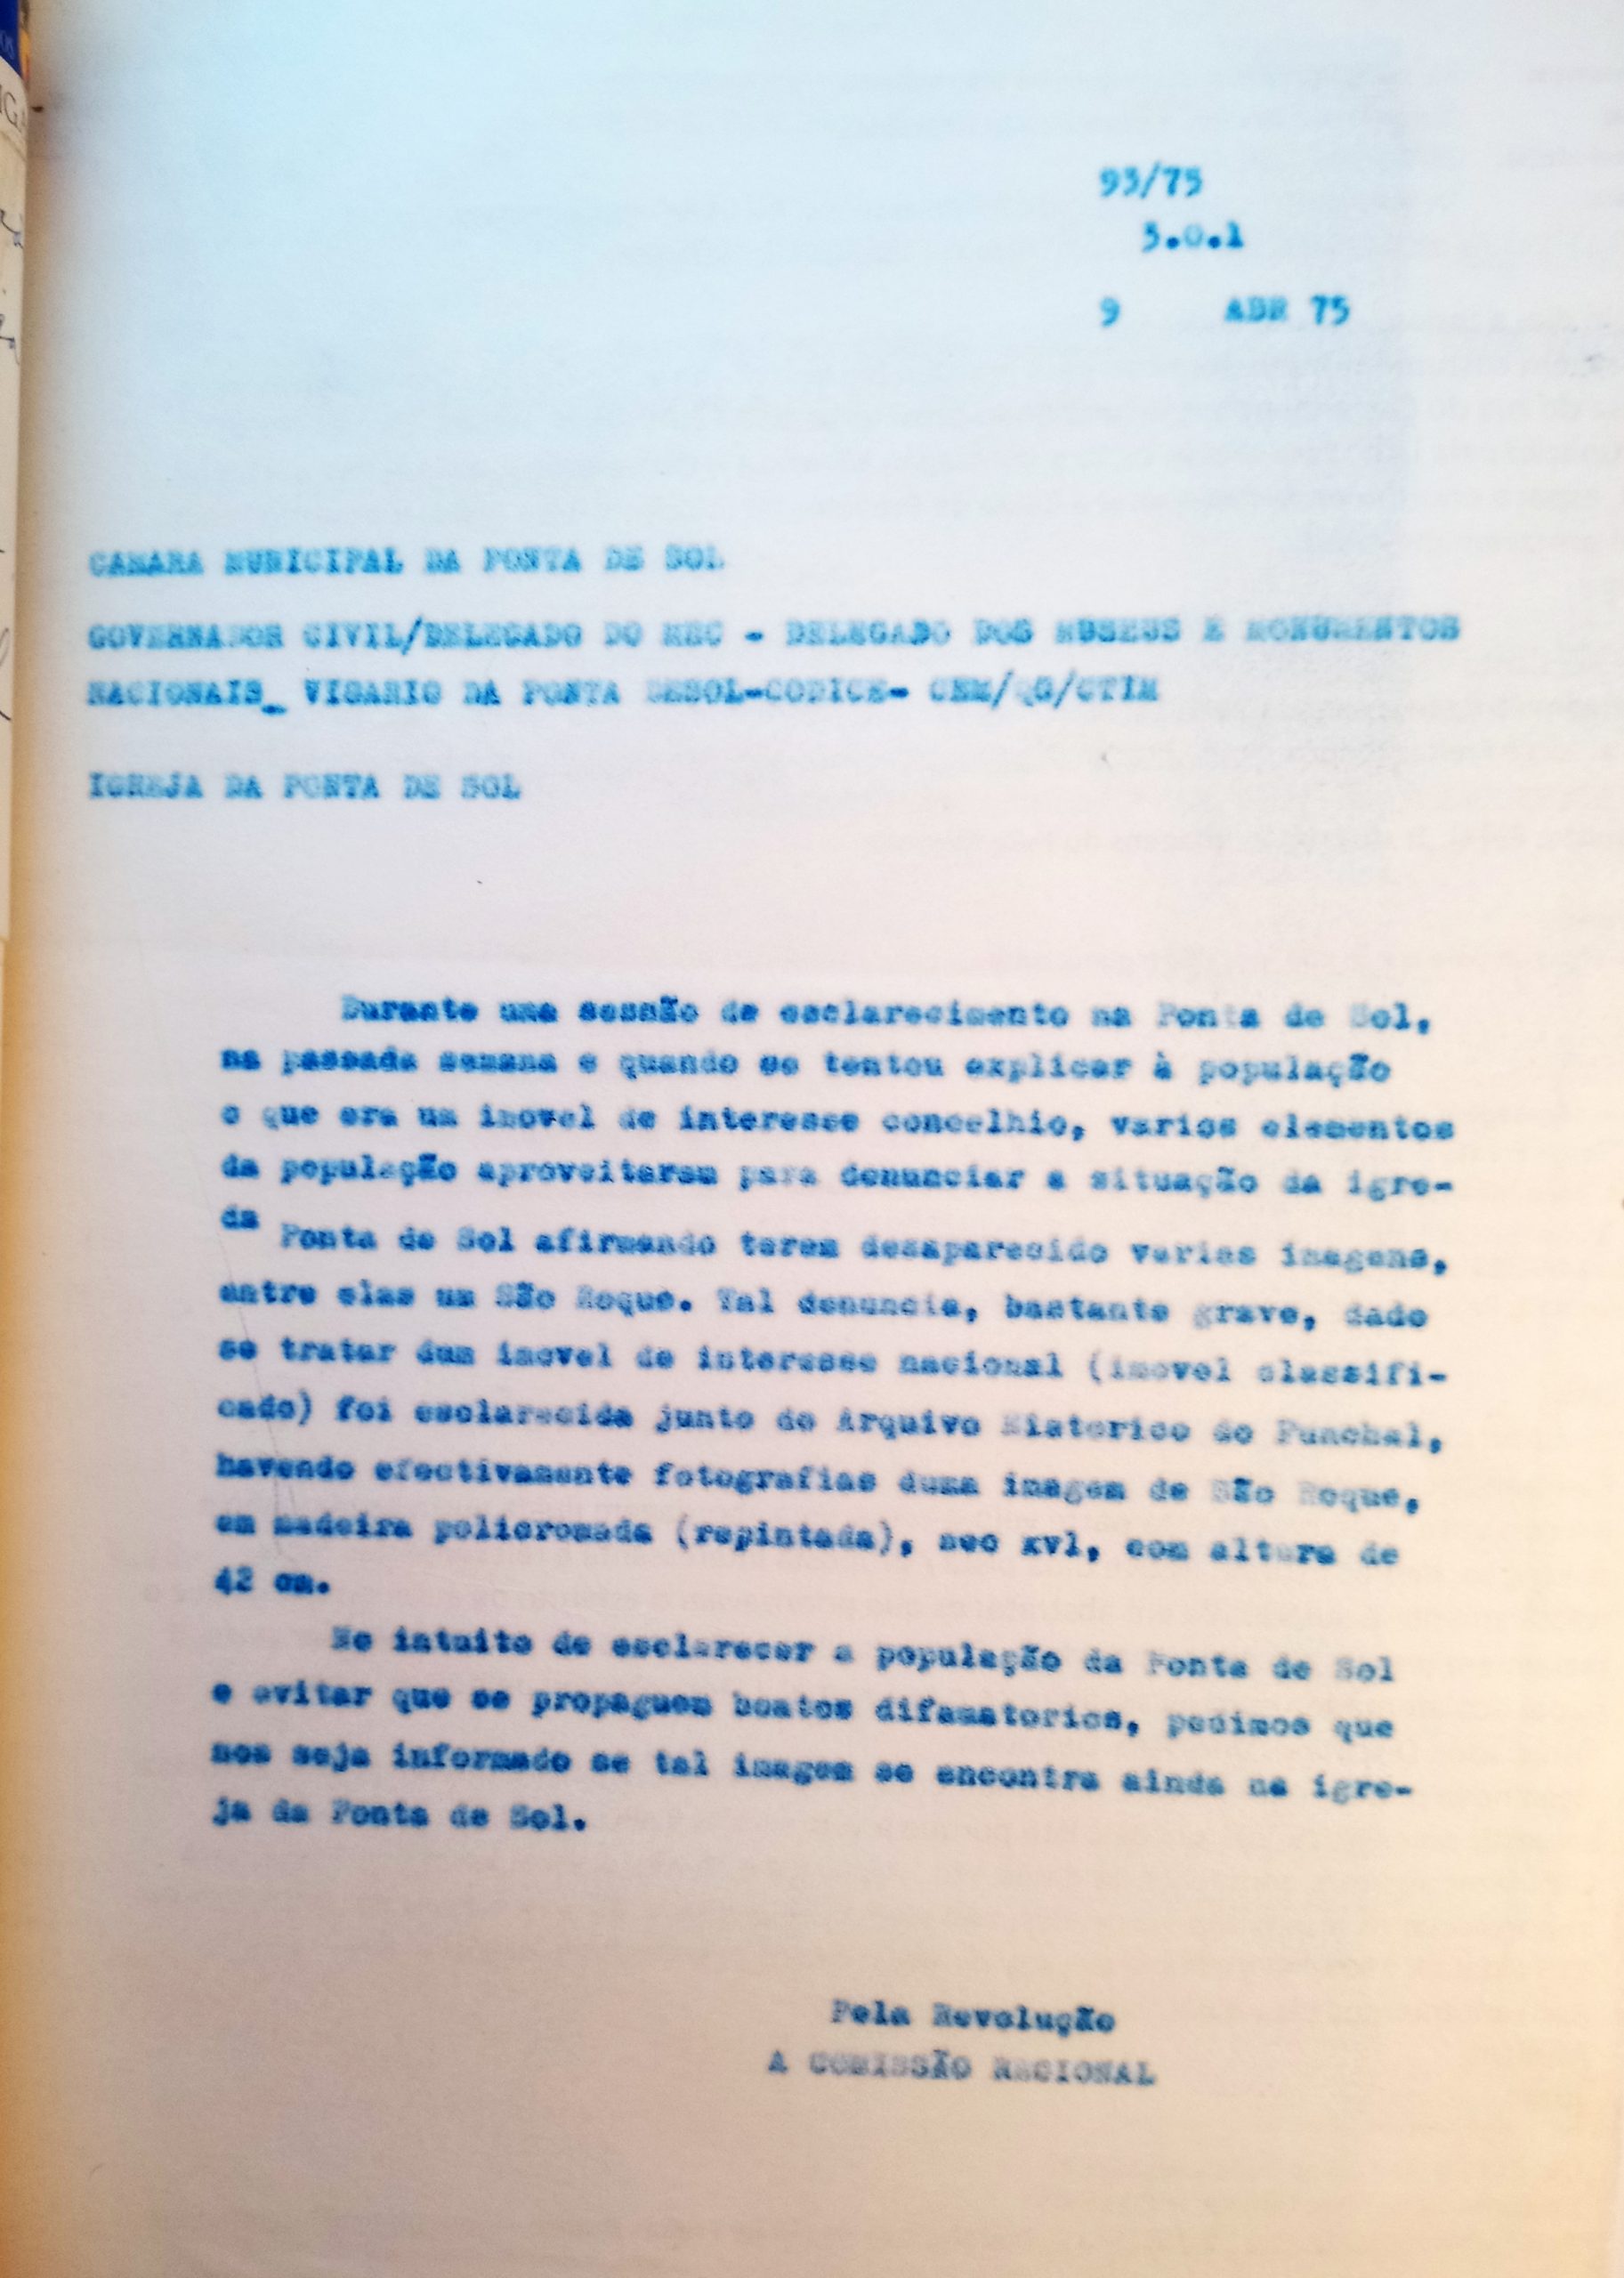 93/75
3.0.1
9 ABR 75
CAMARA MUNICIPAL DA PONTA DE SOL
GOVERNADOR CIVIL/DELEGADO DO MEC - DELEGADO DOS MUSEUS E MONUMENTOS
NACIONAIS_ VIGARIO DA PONTA DESOL-CODICE- CEM/QG/CTIM
IGREJA DA PONTA DE SOL
Durante uma sessão de esclarecimento na Ponta de Sol,
na passada semana e quando se tentou explicar à população
o que era um imovel de interesse concelhio, varios elementos
da população aproveitaram para denunciar a situação da igre-
da Ponta de Sol afirmando terem desaparecido varias imagens,
entre elas um São Roque. Tal denuncia, bastante grave, dado
se tratar dum imovel de interesse nacional (imovel classifi-
cado) foi esclarecida junto do Arquivo Historico do Funchal,
havendo efectivamente fotografias duma imagem de São Roque,
em madeira policromada (repintada), sec xvl, com altura de
42 cm.
No intuito de esclarecer a população da Ponta de Sol
e evitar que se propaguem boatos difamatorios, pedimos que
nos seja informado se tal imagem se encontra ainda na igre-
ja da Ponta de Sol.
Pela Revolução
A COMISSÃO REGIONAL